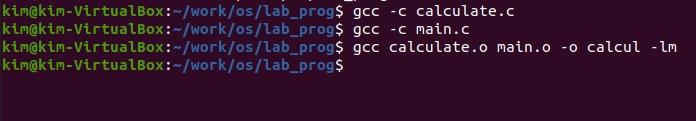 kim@kim-VirtualBox:~/work/os/lab_prog$ gcc -c calculate.c
kim@kim-VirtualBox:~/work/os/lab_prog$ gcc -c main.c
kim@kim-VirtualBox:~/work/os/lab_prog$ gcc calculate.o main.o -o calcul -lm
kim@kim-VirtualBox:~/work/os/lab_prog$